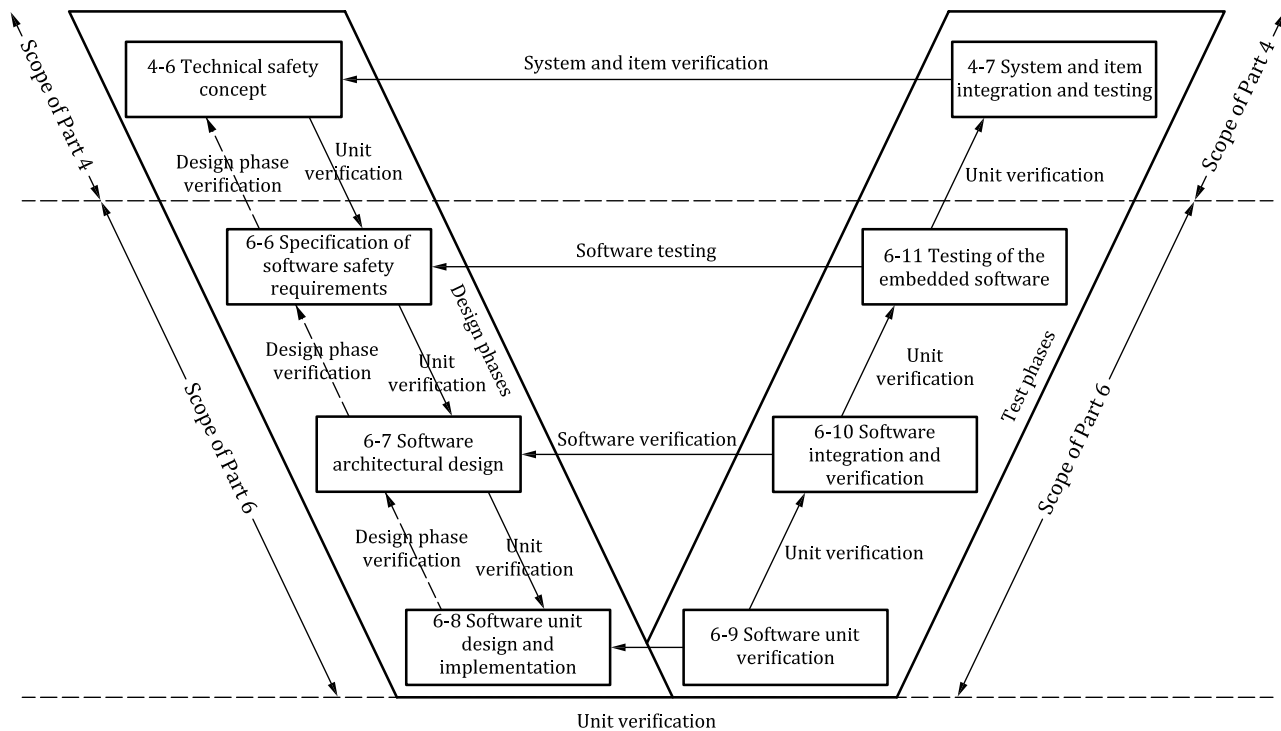 Scope of Part 4
4-6 Technical safety
concept
System and item verification
4-7 System and item
integration and testing
Scope of Part 4
Design phase
verification
Unit
verification
Unit verification
6-6 Specification of
software safety
requirements
Software testing
6-11 Testing of the
embedded software
Design phases
Design phase
verification
Unit
verification
Unit
verification
Test phases
Scope of Part 6
6-7 Software
architectural design
Software verification
6-10 Software
integration and
verification
Scope of Part 6
Design phase
verification
Unit
verification
Unit verification
6-8 Software unit
design and
implementation
6-9 Software unit
verification
Unit verification